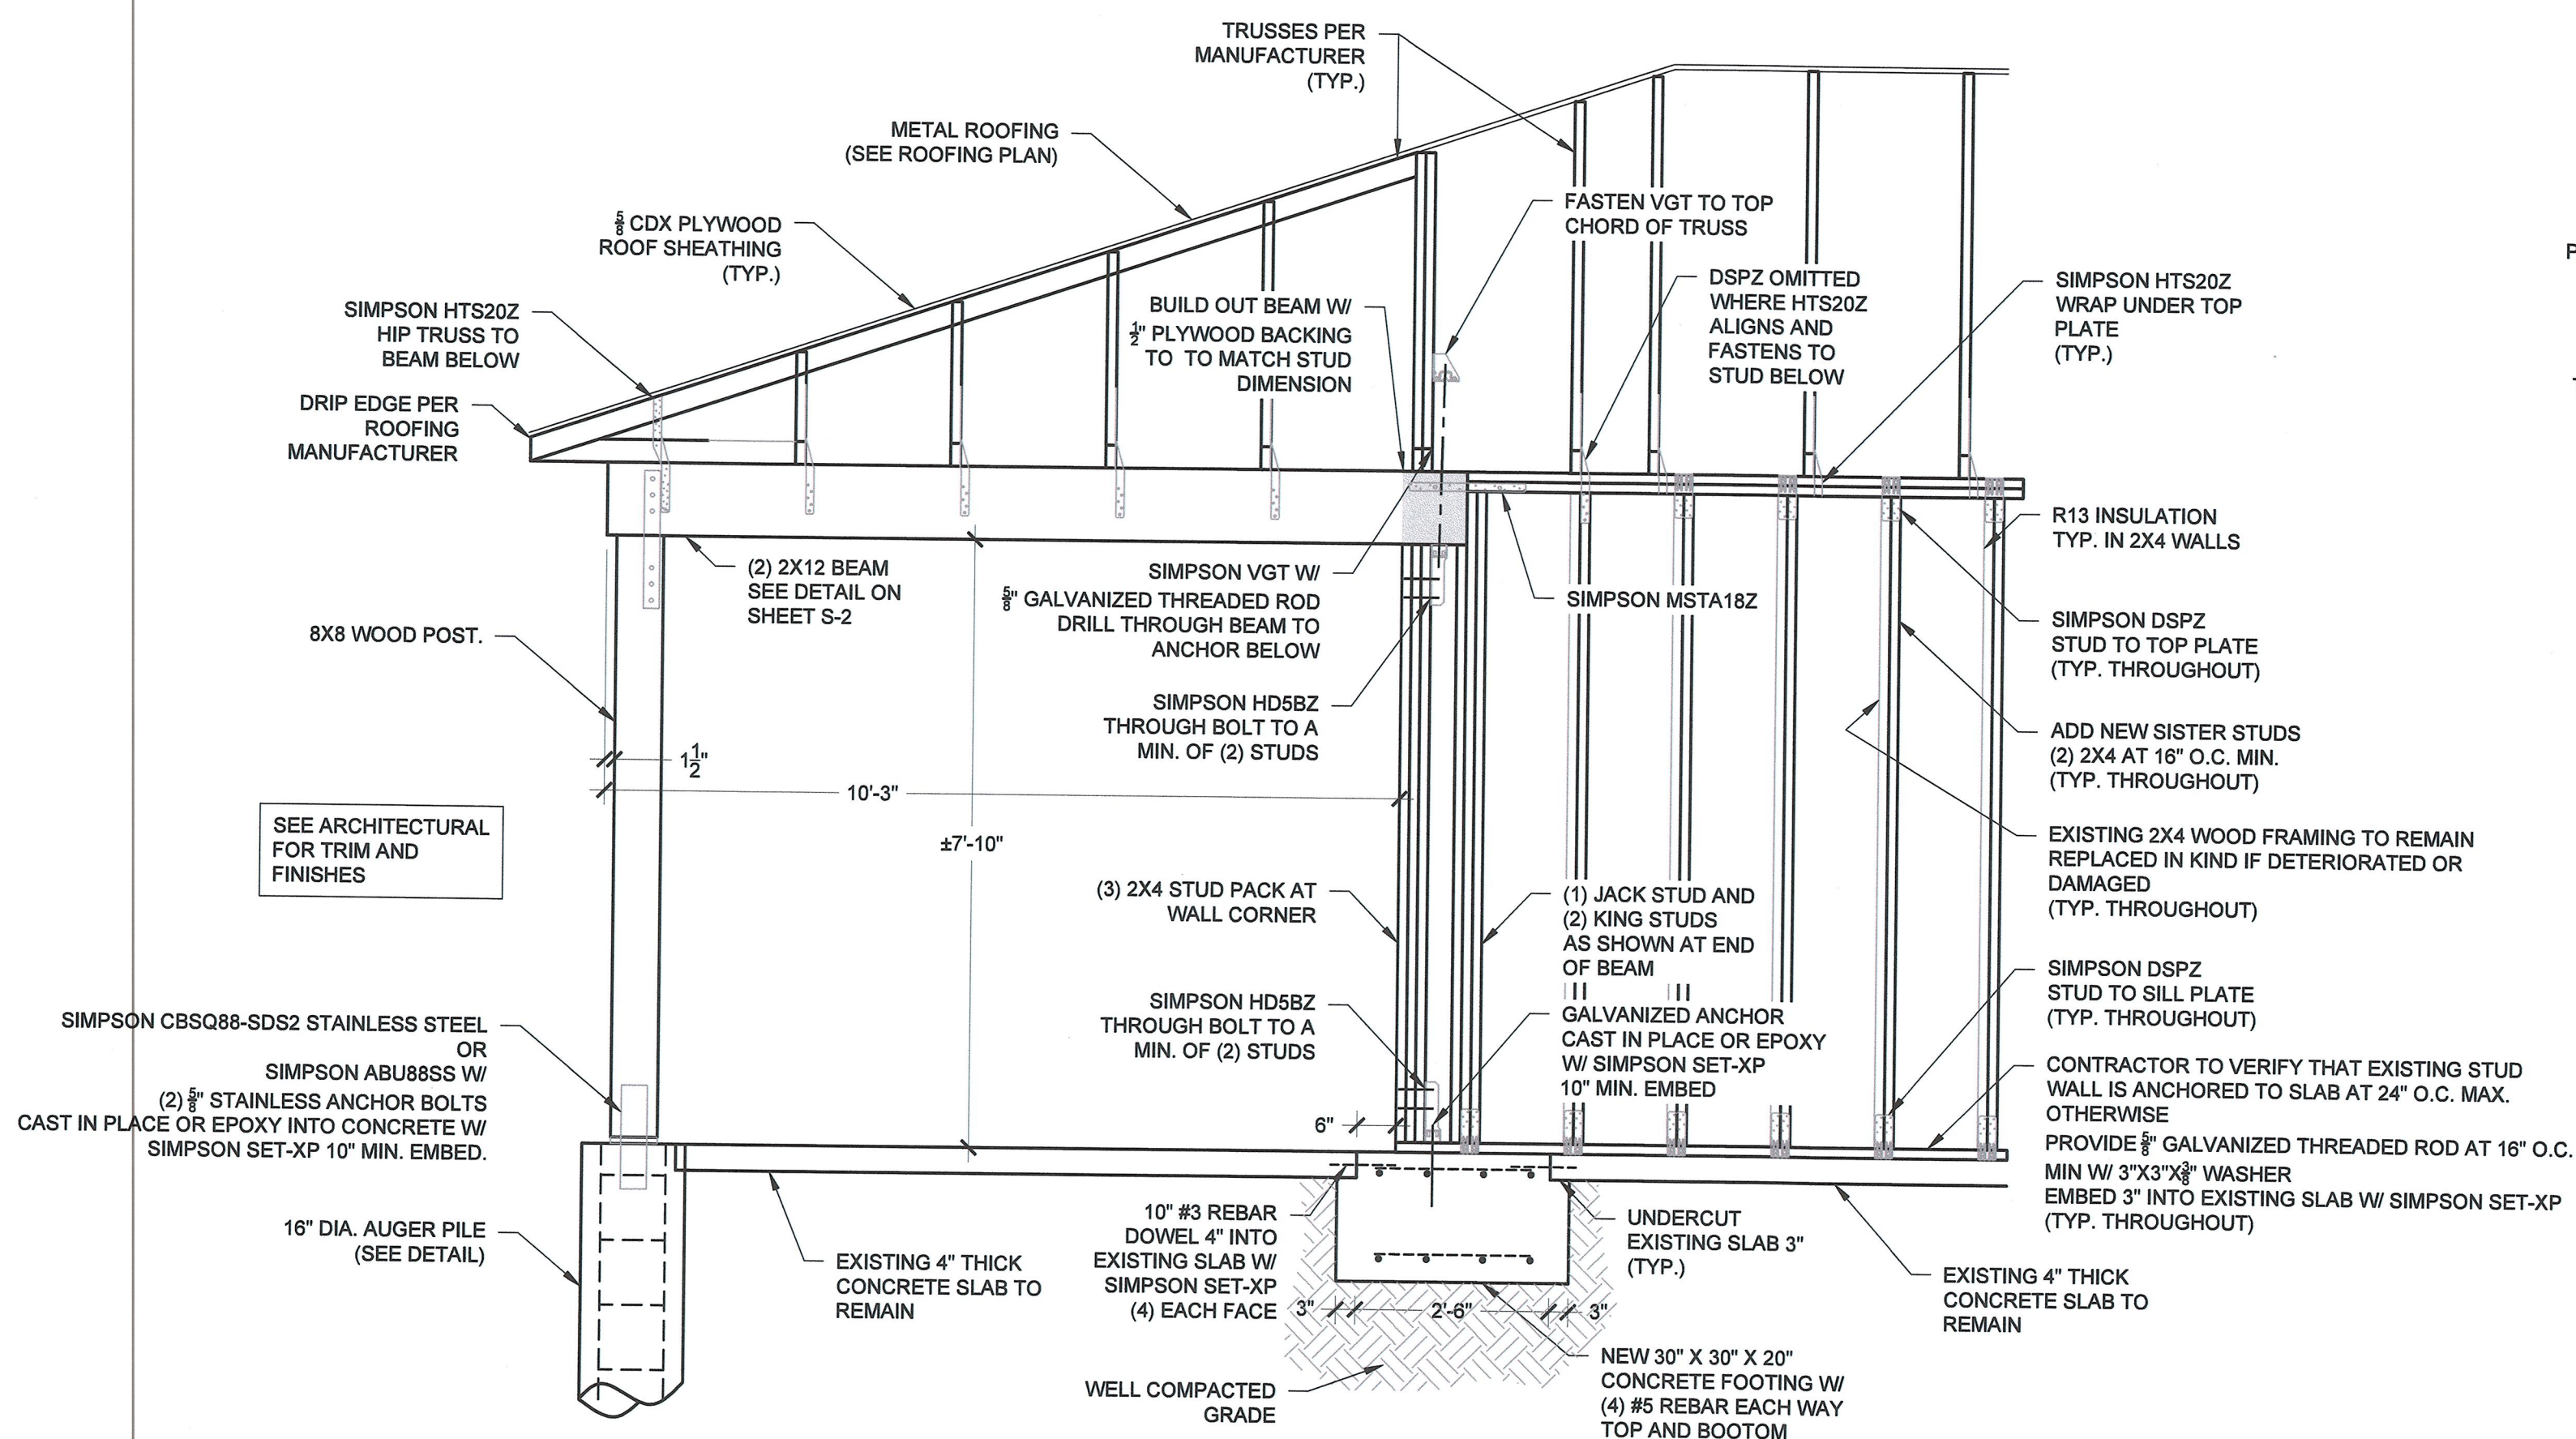 TRUSSES PER
MANUFACTURER
(TYP.)
METAL ROOFING
(SEE ROOFING PLAN)
5/8 CDX PLYWOOD
ROOF SHEATHING
(TYP.)
SIMPSON HTS20Z
HIP TRUSS TO
BEAM BELOW
DRIP EDGE PER
ROOFING
MANUFACTURER
BUILD OUT BEAM W/
1/2" PLYWOOD BACKING
TO TO MATCH STUD
DIMENSION
FASTEN VGT TO TOP
CHORD OF TRUSS
DSPZ OMITTED
WHERE HTS20Z
ALIGNS AND
FASTENS TO
STUD BELOW
SIMPSON HTS20Z
WRAP UNDER TOP
PLATE
(TYP.)
P
R13 INSULATION
TYP. IN 2X4 WALLS
(2) 2X12 BEAM
SEE DETAIL ON
SHEET S-2
SIMPSON VGT W/
5/8" GALVANIZED THREADED ROD
DRILL THROUGH BEAM TO
ANCHOR BELOW
SIMPSON MSTA18Z
SIMPSON DSPZ
STUD TO TOP PLATE
(TYP. THROUGHOUT)
8X8 WOOD POST.
SIMPSON HD5BZ
THROUGH BOLT TO A
MIN. OF (2) STUDS
ADD NEW SISTER STUDS
(2) 2X4 AT 16" O.C. MIN.
(TYP. THROUGHOUT)
1 1/2"
10'-3"
±7'-10"
SEE ARCHITECTURAL
FOR TRIM AND
FINISHES
EXISTING 2X4 WOOD FRAMING TO REMAIN
REPLACED IN KIND IF DETERIORATED OR
DAMAGED
(TYP. THROUGHOUT)
(3) 2X4 STUD PACK AT
WALL CORNER
(1) JACK STUD AND
(2) KING STUDS
AS SHOWN AT END
OF BEAM
SIMPSON DSPZ
STUD TO SILL PLATE
(TYP. THROUGHOUT)
SIMPSON HD5BZ
THROUGH BOLT TO A
MIN. OF (2) STUDS
GALVANIZED ANCHOR
CAST IN PLACE OR EPOXY
W/ SIMPSON SET-XP
10" MIN. EMBED
SIMPSON CBSQ88-SDS2 STAINLESS STEEL
OR
SIMPSON ABU88SS W/
(2) 5/8" STAINLESS ANCHOR BOLTS
CAST IN PLACE OR EPOXY INTO CONCRETE W/
SIMPSON SET-XP 10" MIN. EMBED.
6"
CONTRACTOR TO VERIFY THAT EXISTING STUD
WALL IS ANCHORED TO SLAB AT 24" O.C. MAX.
OTHERWISE
PROVIDE 5/8" GALVANIZED THREADED ROD AT 16" O.C.
MIN W/ 3"X3"X3/8" WASHER
EMBED 3" INTO EXISTING SLAB W/ SIMPSON SET-XP
(TYP. THROUGHOUT)
16" DIA. AUGER PILE
(SEE DETAIL)
EXISTING 4" THICK
CONCRETE SLAB TO
REMAIN
10" #3 REBAR
DOWEL 4" INTO
EXISTING SLAB W/
SIMPSON SET-XP
(4) EACH FACE
3"
2'-6"
3"
UNDERCUT
EXISTING SLAB 3"
(TYP.)
EXISTING 4" THICK
CONCRETE SLAB TO
REMAIN
WELL COMPACTED
GRADE
NEW 30" X 30" X 20"
CONCRETE FOOTING W/
(4) #5 REBAR EACH WAY
TOP AND BOOTOM